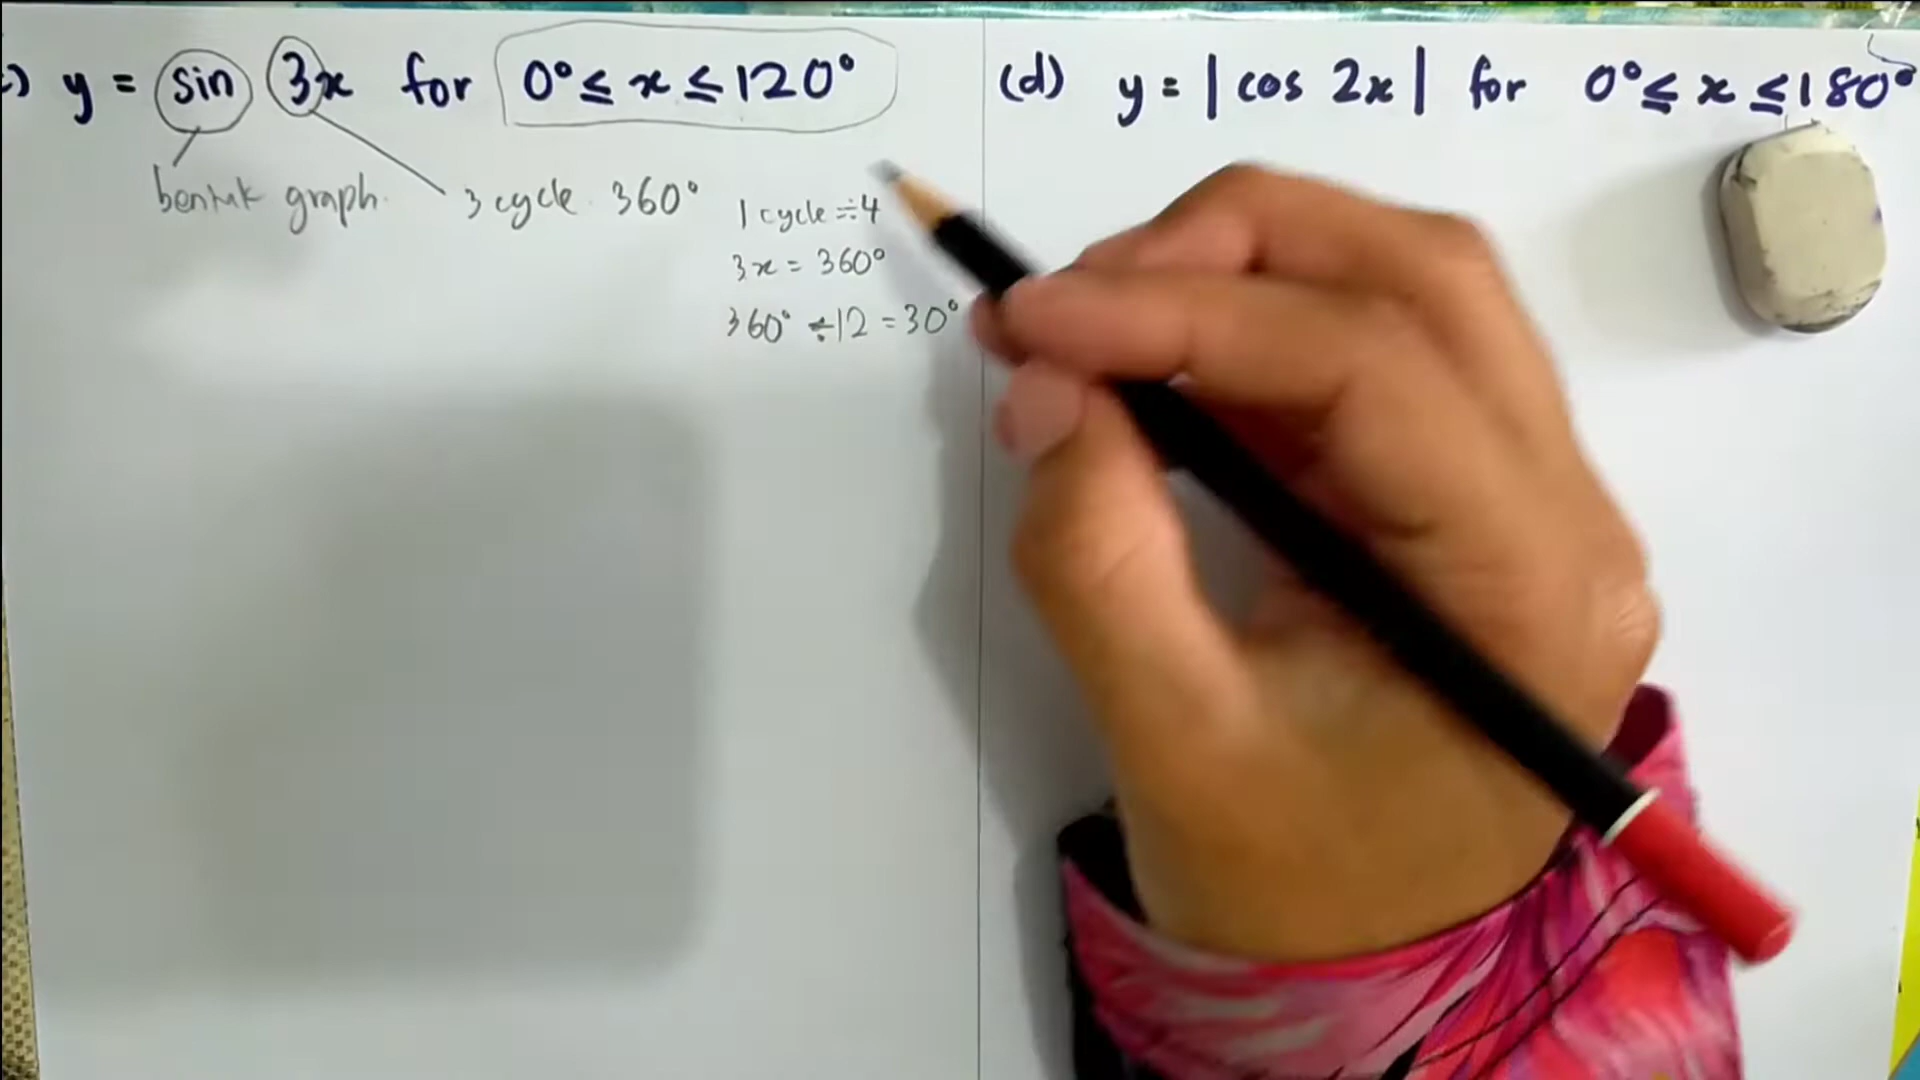 c) y = sin 3x for 0° ≤ x ≤ 120°
bentuk graph.
3 cycle. 360°
1 cycle ÷ 4
3x = 360°
360° ÷ 12 = 30°
(d) y = | cos 2x | for 0° ≤ x ≤ 180°